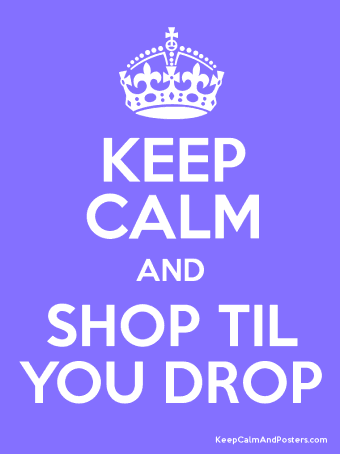 KEEP
CALM
AND
SHOP TIL
YOU DROP
KeepCalmAndPosters.com